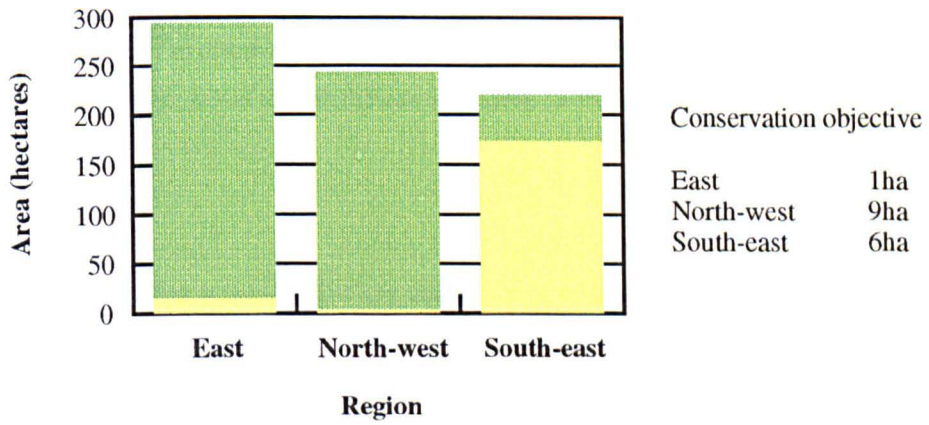 300
250
200
150
100
50
0
Area (hectares)
East
North-west
South-east
Region
Conservation objective
East 1ha
North-west 9ha
South-east 6ha